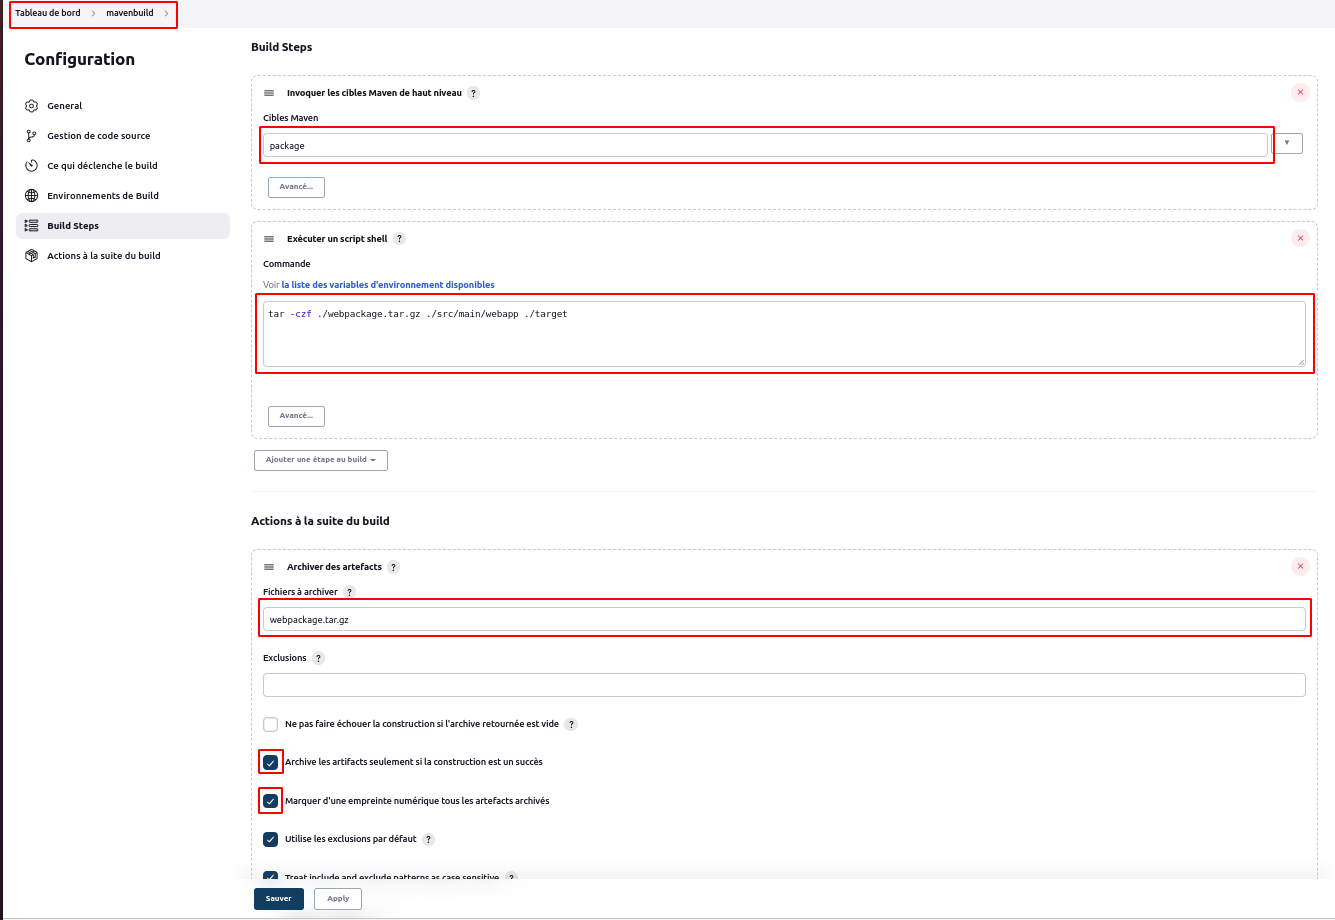 Tableau de bord > mavenbuild >
Configuration
General
Gestion de code source
Ce qui déclenche le build
Environnements de Build
Build Steps
Actions à la suite du build
Build Steps
Invoquer les cibles Maven de haut niveau ?
Cibles Maven
package
Avancé...
Exécuter un script shell ?
Commande
Voir la liste des variables d'environnement disponibles
tar -czf ./webpackage.tar.gz ./src/main/webapp ./target
Avancé...
Ajouter une étape au build
Actions à la suite du build
Archiver des artefacts ?
Fichiers à archiver ?
webpackage.tar.gz
Exclusions ?
Ne pas faire échouer la construction si l'archive retournée est vide ?
Archive les artifacts seulement si la construction est un succès
Marquer d'une empreinte numérique tous les artefacts archivés
Utilise les exclusions par défaut ?
Treat include and exclude patterns as case sensitive ?
Sauver
Apply